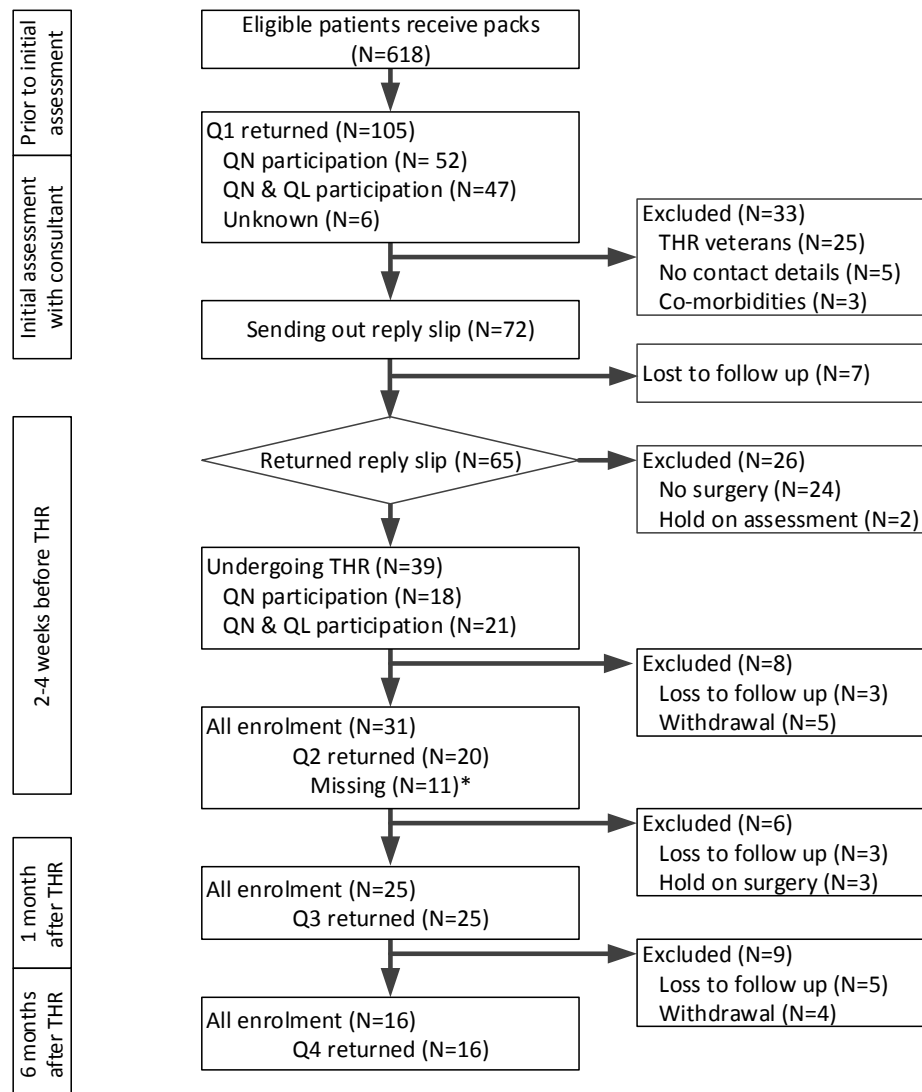 Prior to initial
assessment
Eligible patients receive packs
(N=618)
Q1 returned (N=105)
QN participation (N= 52)
QN & QL participation (N=47)
Unknown (N=6)
Initial assessment
with consultant
Excluded (N=33)
THR veterans (N=25)
No contact details (N=5)
Co-morbidities (N=3)
Sending out reply slip (N=72)
Lost to follow up (N=7)
2-4 weeks before THR
Returned reply slip (N=65)
Excluded (N=26)
No surgery (N=24)
Hold on assessment (N=2)
Undergoing THR (N=39)
QN participation (N=18)
QN & QL participation (N=21)
Excluded (N=8)
Loss to follow up (N=3)
Withdrawal (N=5)
All enrolment (N=31)
Q2 returned (N=20)
Missing (N=11)*
Excluded (N=6)
Loss to follow up (N=3)
Hold on surgery (N=3)
1 month
after THR
All enrolment (N=25)
Q3 returned (N=25)
Excluded (N=9)
Loss to follow up (N=5)
Withdrawal (N=4)
6 months
after THR
All enrolment (N=16)
Q4 returned (N=16)